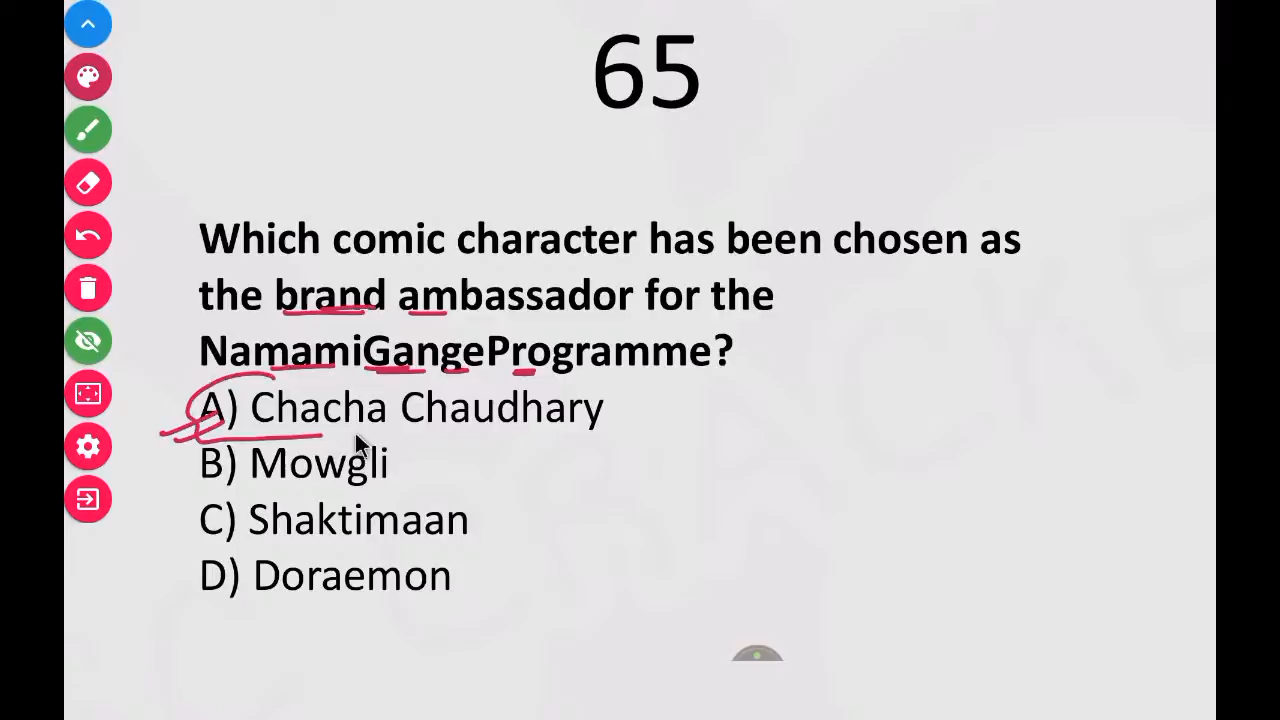 65
Which comic character has been chosen as
the brand ambassador for the
NamamiGangeProgramme?
A) Chacha Chaudhary
B) Mowgli
C) Shaktimaan
D) Doraemon